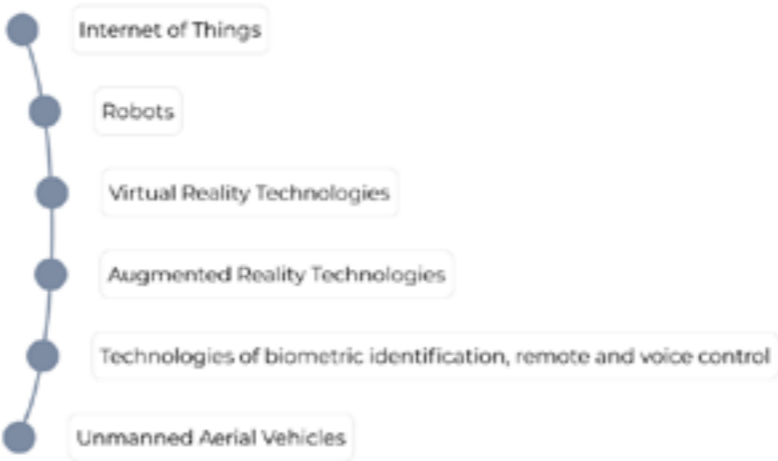 Internet of Things
Robots
Virtual Reality Technologies
Augmented Reality Technologies
Technologies of biometric identification, remote and voice control
Unmanned Aerial Vehicles